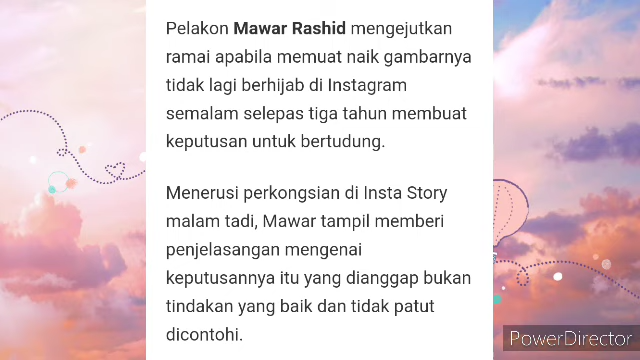 Pelakon Mawar Rashid mengejutkan
ramai apabila memuat naik gambarnya
tidak lagi berhijab di Instagram
semalam selepas tiga tahun membuat
keputusan untuk bertudung.
Menerusi perkongsian di Insta Story
malam tadi, Mawar tampil memberi
penjelasangan mengenai
keputusannya itu yang dianggap bukan
tindakan yang baik dan tidak patut
dicontohi.
PowerDirector